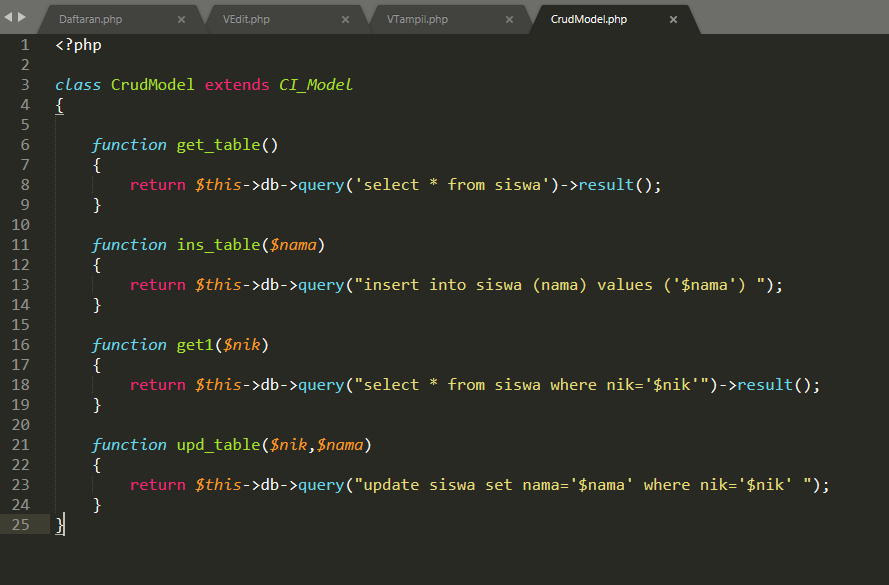 Daftaran.php × VEdit.php × VTampil.php × CrudModel.php ×
1 <?php
2
3 class CrudModel extends CI_Model
4 {
5
6 function get_table()
7 {
8 return $this->db->query('select * from siswa')->result();
9 }
10
11 function ins_table($nama)
12 {
13 return $this->db->query("insert into siswa (nama) values ('$nama') ");
14 }
15
16 function get1($nik)
17 {
18 return $this->db->query("select * from siswa where nik='$nik'")->result();
19 }
20
21 function upd_table($nik,$nama)
22 {
23 return $this->db->query("update siswa set nama='$nama' where nik='$nik' ");
24 }
25 }